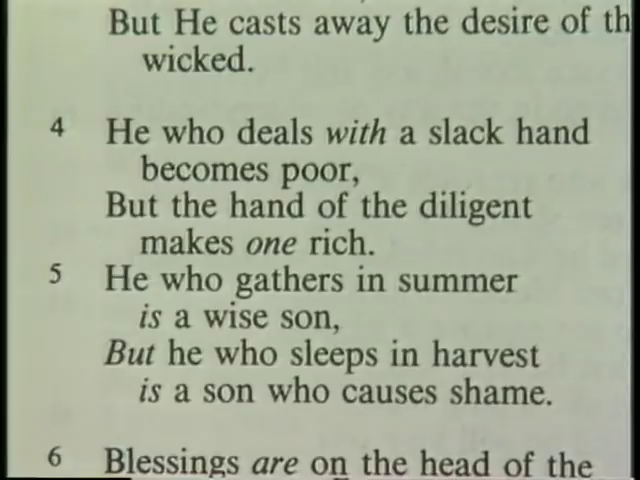 But He casts away the desire of
wicked.
4 He who deals with a slack hand
becomes poor,
But the hand of the diligent
makes one rich.
5 He who gathers in summer
is a wise son,
But he who sleeps in harvest
is a son who causes shame.
6 Blessings are on the head of the